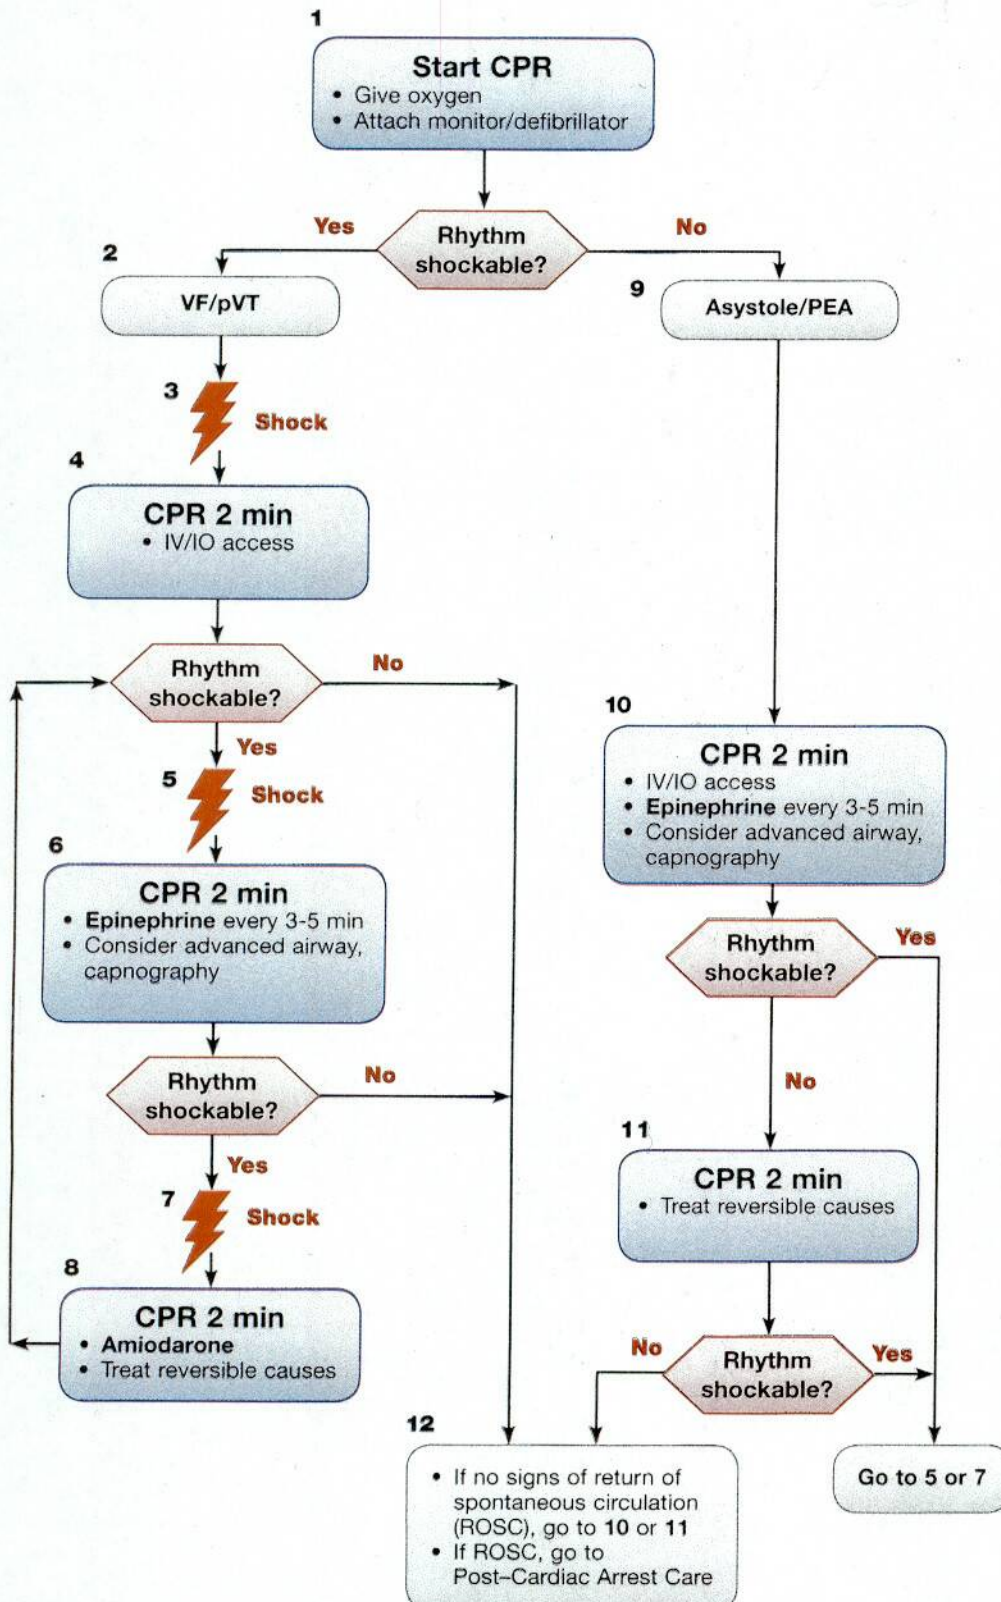 1
Start CPR
• Give oxygen
• Attach monitor/defibrillator
Rhythm
shockable?
Yes
No
2
VF/pVT
3
Shock
4
CPR 2 min
• IV/IO access
Rhythm
shockable?
No
Yes
5
Shock
6
CPR 2 min
• Epinephrine every 3-5 min
• Consider advanced airway,
capnography
Rhythm
shockable?
No
Yes
7
Shock
8
CPR 2 min
• Amiodarone
• Treat reversible causes
9
Asystole/PEA
10
CPR 2 min
• IV/IO access
• Epinephrine every 3-5 min
• Consider advanced airway,
capnography
Rhythm
shockable?
Yes
No
11
CPR 2 min
• Treat reversible causes
Rhythm
shockable?
No
Yes
12
• If no signs of return of
spontaneous circulation
(ROSC), go to 10 or 11
• If ROSC, go to
Post–Cardiac Arrest Care
Go to 5 or 7